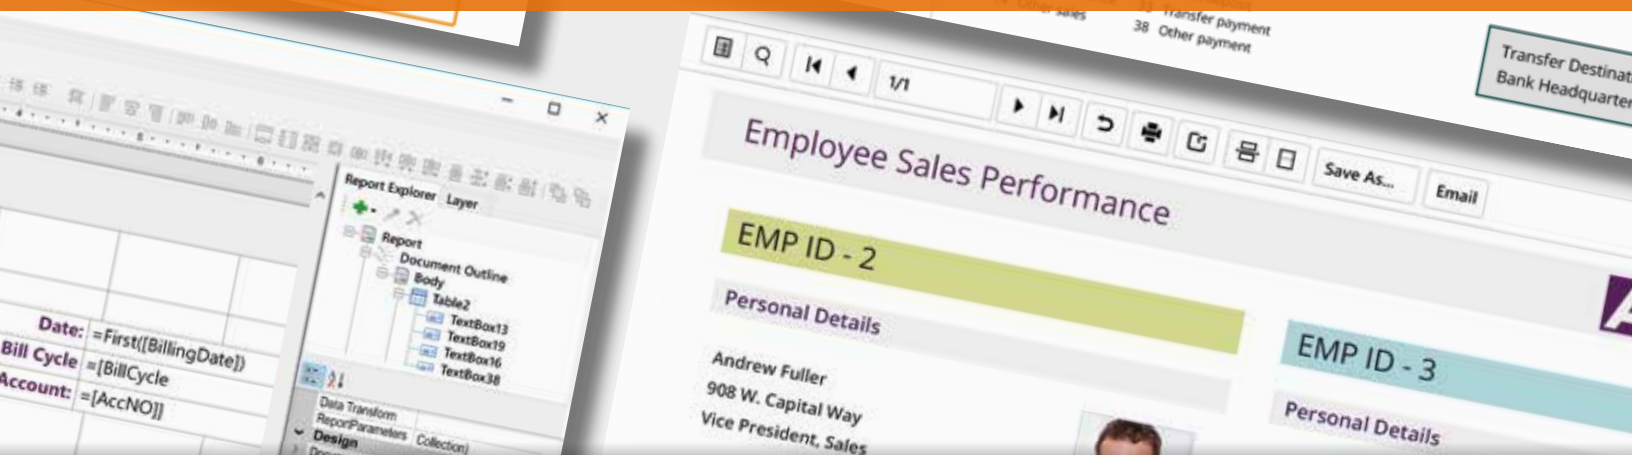 Other sales
Transfer payment
38 Other payment
Transfer Destinat
Bank Headquarter
Report Explorer Layer
Report
Document Outline
Body
Table2
TextBox13
TextBox19
TextBox16
TextBox38
Date: =First([BillingDate])
Bill Cycle =[BillCycle
Account: =[AccNO]]
Data Transform
ReportParameters Collection)
Design
1/1
Save As...
Email
Employee Sales Performance
EMP ID - 2
Personal Details
Andrew Fuller
908 W. Capital Way
Vice President, Sales
EMP ID - 3
Personal Details